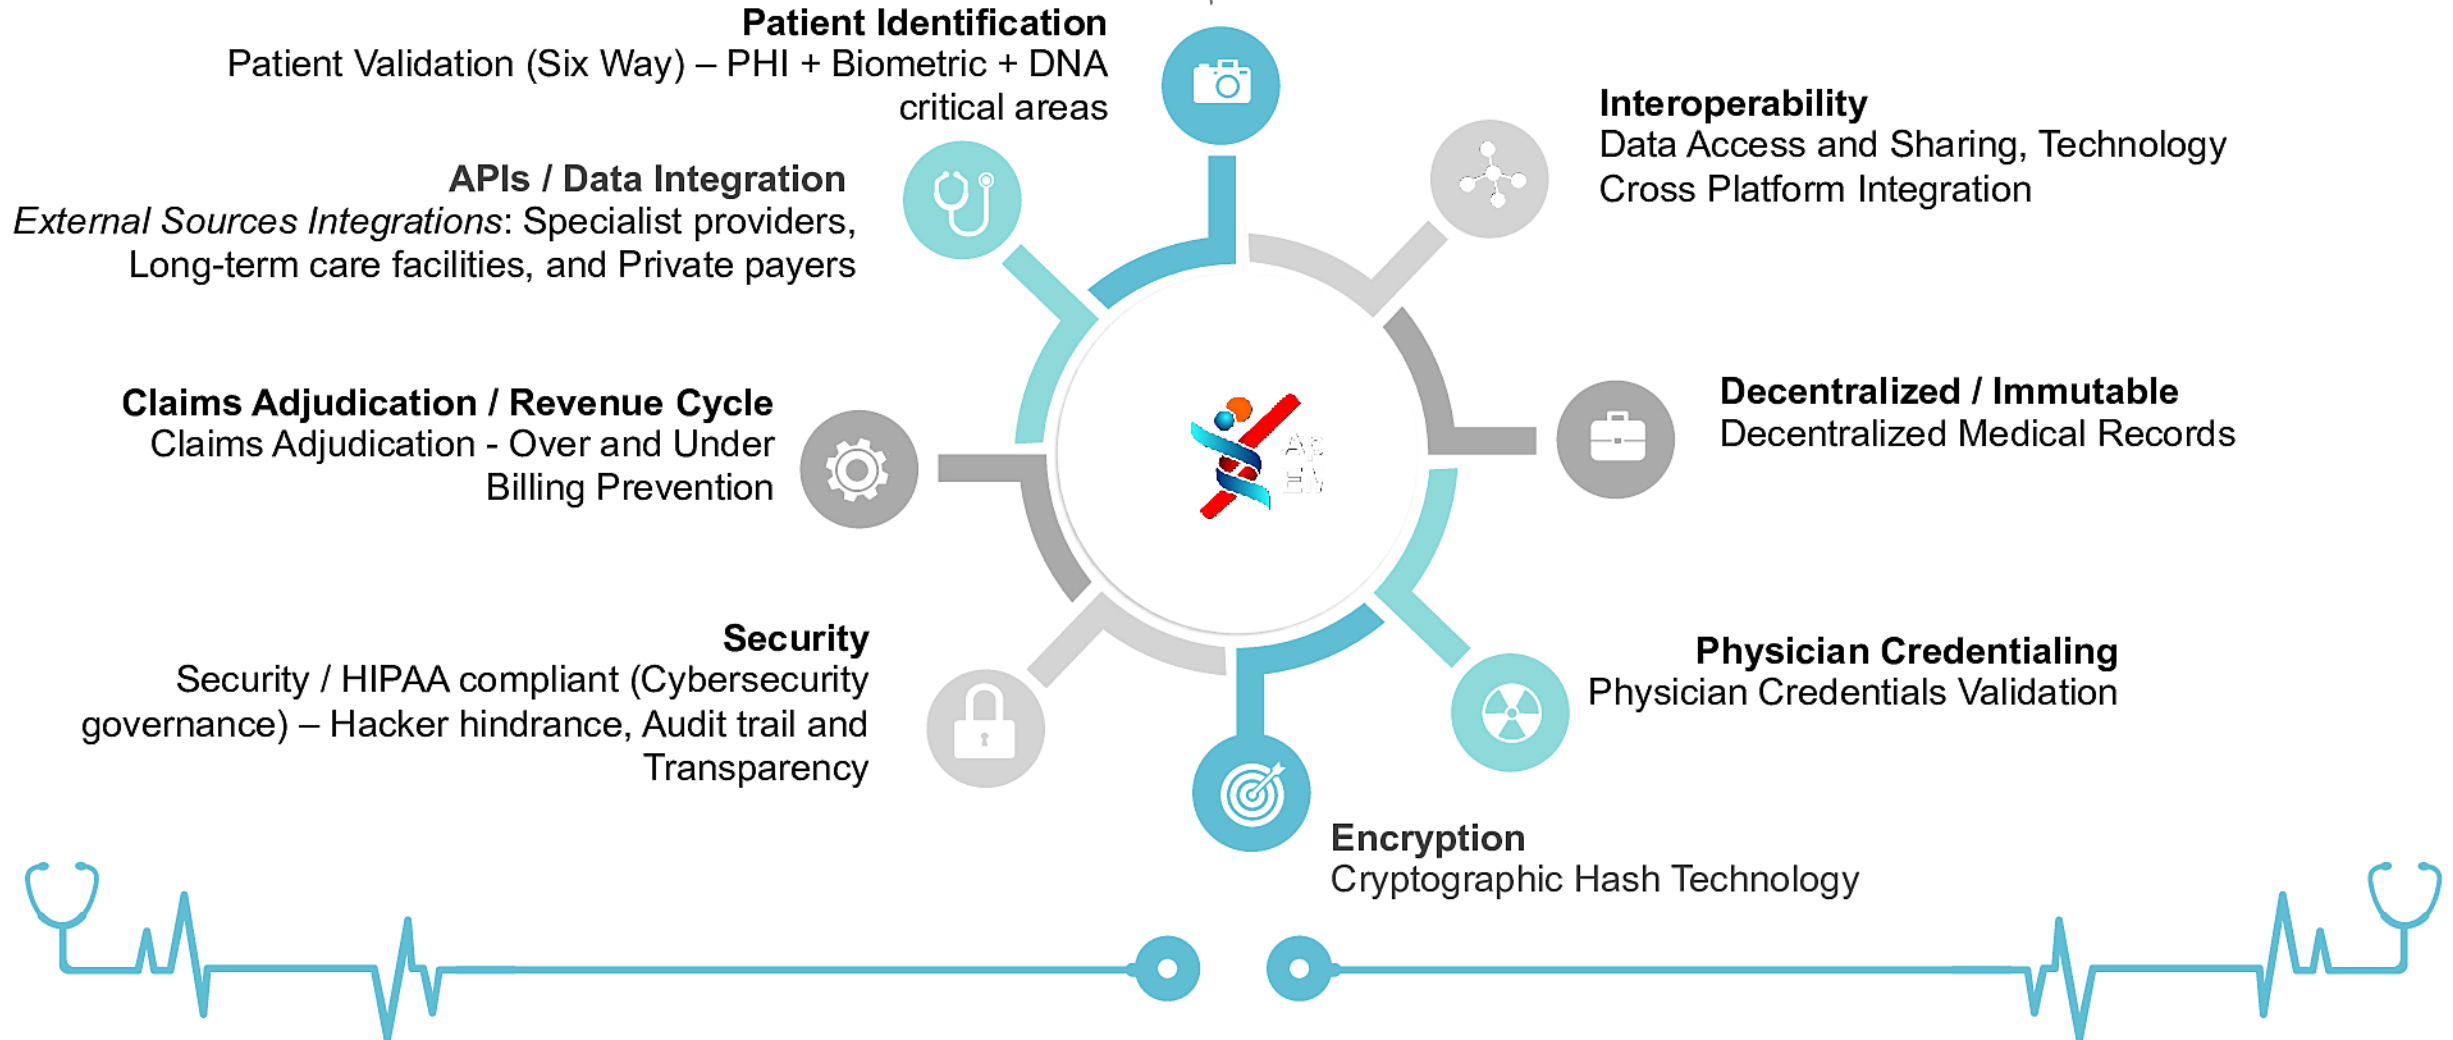 Patient Identification
Patient Validation (Six Way) – PHI + Biometric + DNA
critical areas
APIs / Data Integration
External Sources Integrations: Specialist providers,
Long-term care facilities, and Private payers
Claims Adjudication / Revenue Cycle
Claims Adjudication - Over and Under
Billing Prevention
Security
Security / HIPAA compliant (Cybersecurity
governance) – Hacker hindrance, Audit trail and
Transparency
Interoperability
Data Access and Sharing, Technology
Cross Platform Integration
Decentralized / Immutable
Decentralized Medical Records
Physician Credentialing
Physician Credentials Validation
Encryption
Cryptographic Hash Technology